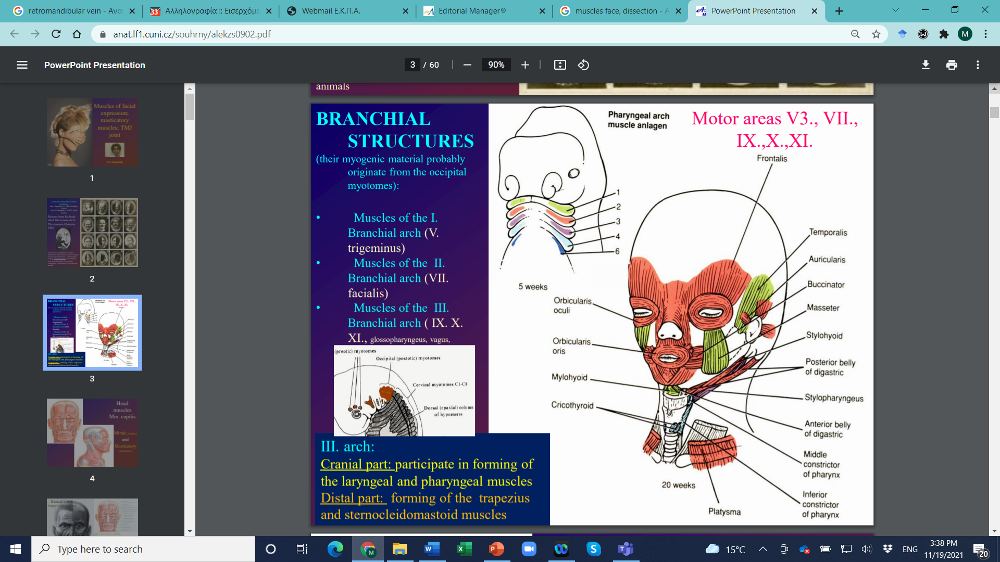 retromandibular vein - Ανα
Αλληλογραφία :: Εισερχόμε
Webmail Ε.Κ.Π.Α.
Editorial Manager®
muscles face, dissection - A
PowerPoint Presentation
anat.lf1.cuni.cz/souhrny/alekzs0902.pdf
M
PowerPoint Presentation
3 / 60
90%
Muscles of facial
expression;
masticatory
muscles; TMJ
joint
1
2
3
Head
muscles
Mm. capitis
Mimic
and
Masticatory
4
animals
BRANCHIAL
STRUCTURES
(their myogenic material probably
originate from the occipital
myotomes):
• Muscles of the I.
Branchial arch (V.
trigeminus)
• Muscles of the II.
Branchial arch (VII.
facialis)
• Muscles of the III.
Branchial arch ( IX. X.
XI., glossopharyngeus, vagus,
(preotic) myotomes
Occipital (postotic) myotomes
Cervical myotomes C1-C8
Dorsal (epaxial) column
of hypomeres
III. arch:
Cranial part: participate in forming of
the laryngeal and pharyngeal muscles
Distal part: forming of the trapezius
and sternocleidomastoid muscles
Pharyngeal arch
muscle anlagen
Motor areas V3., VII.,
IX.,X.,XI.
1
2
3
4
6
5 weeks
Frontalis
Temporalis
Auricularis
Buccinator
Masseter
Stylohyoid
Posterior belly
of digastric
Stylopharyngeus
Anterior belly
of digastric
Middle
constrictor
of pharynx
Inferior
constrictor
of pharynx
Orbicularis
oculi
Orbicularis
oris
Mylohyoid
Cricothyroid
20 weeks
Platysma
Type here to search
15°C
ENG
3:38 PM
11/19/2021
20